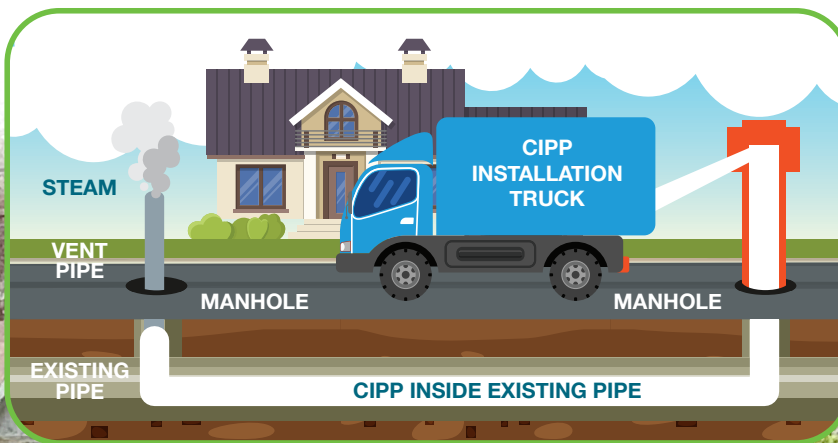 CIPP
INSTALLATION
TRUCK
STEAM
VENT
PIPE
MANHOLE
MANHOLE
EXISTING
PIPE
CIPP INSIDE EXISTING PIPE